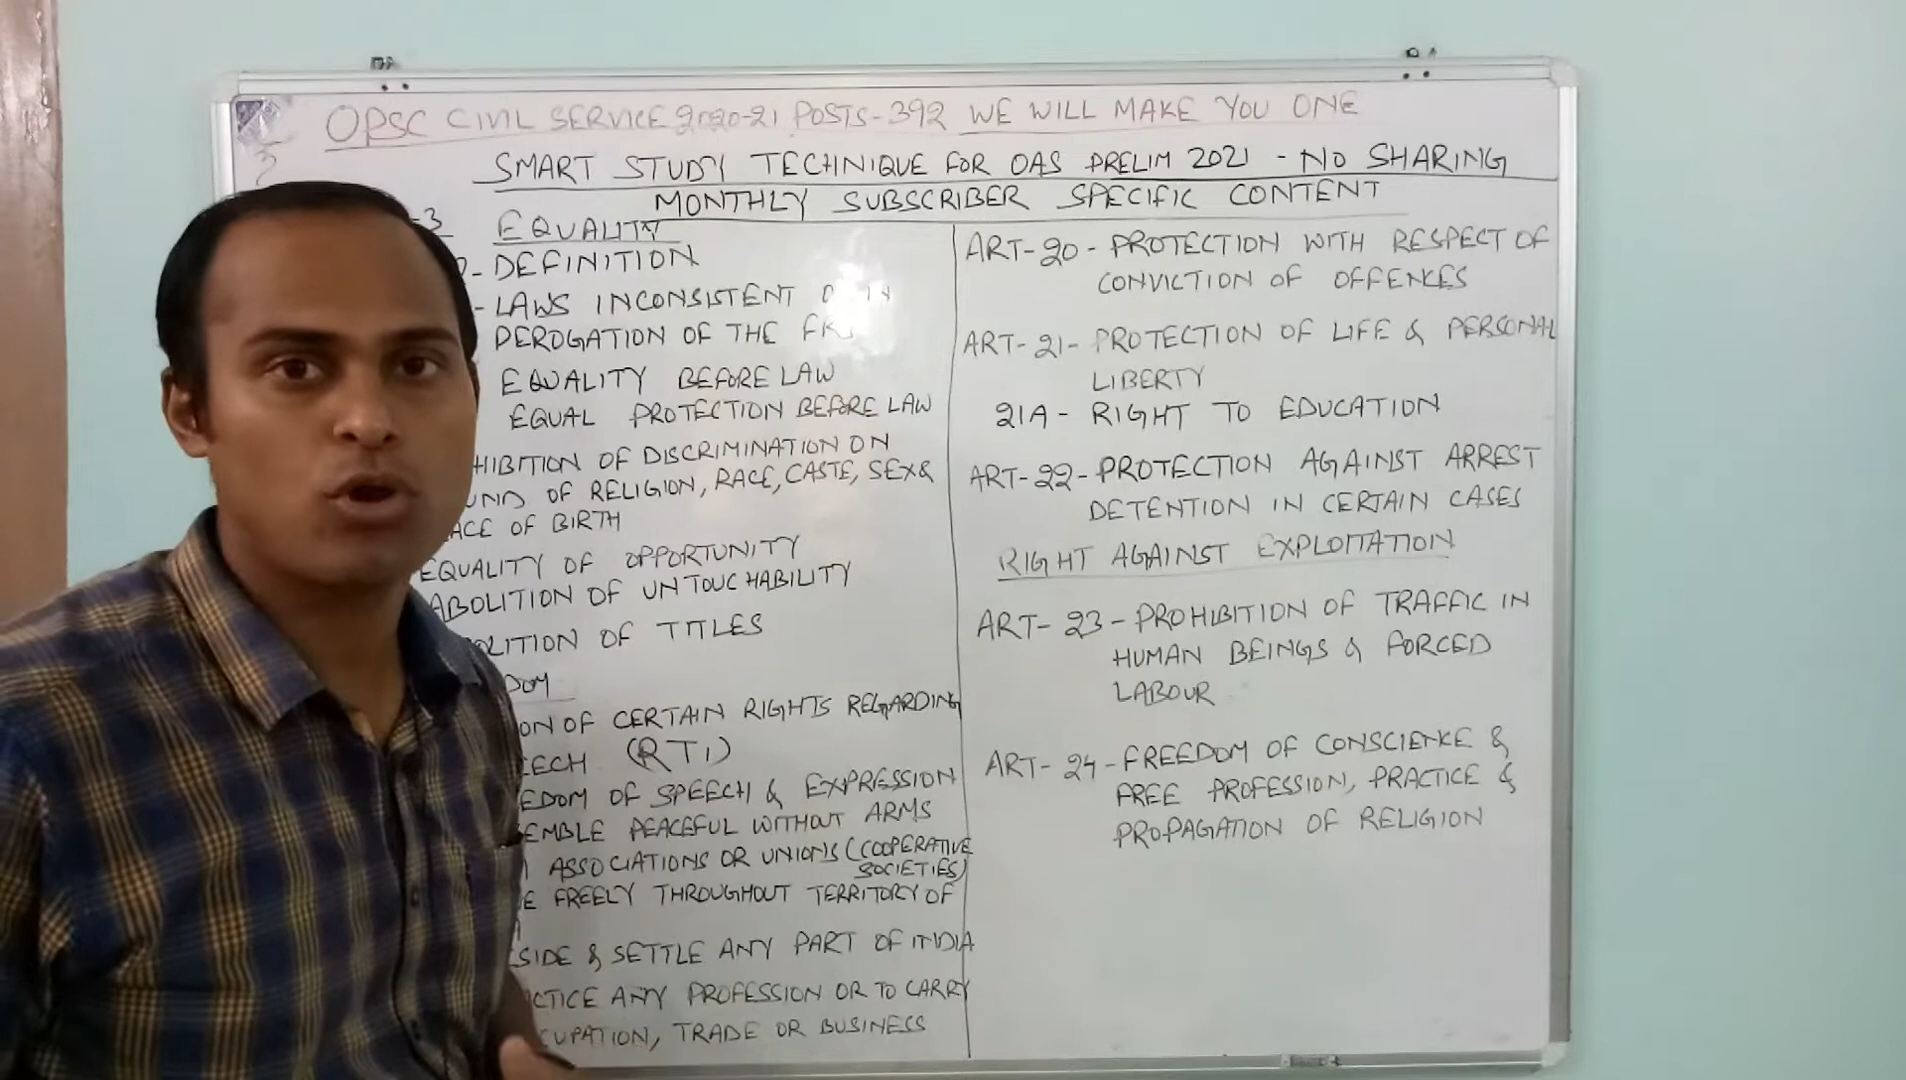 OPSC CIVIL SERVICE 2020-21 POSTS-392 WE WILL MAKE YOU ONE
SMART STUDY TECHNIQUE FOR OAS PRELIM 2021 - NO SHARING
MONTHLY SUBSCRIBER SPECIFIC CONTENT
-3 EQUALITY
- DEFINITION
- LAWS INCONSISTENT
DEROGATION OF THE
EQUALITY BEFORE LAW
EQUAL PROTECTION BEFORE LAW
HIBITION OF DISCRIMINATION ON
UND OF RELIGION, RACE, CASTE, SEX &
ACE OF BIRTH
EQUALITY OF OPPORTUNITY
ABOLITION OF UNTOUCHABILITY
OLITION OF TITLES
DOM
ON OF CERTAIN RIGHTS REGARDING
EECH (RTI)
EDOM OF SPEECH & EXPRESSION
EMBLE PEACEFUL WITHOUT ARMS
ASSOCIATIONS OR UNIONS (COOPERATIVE
SOCIETIES)
E FREELY THROUGHOUT TERRITORY OF
SIDE & SETTLE ANY PART OF INDIA
ACTICE ANY PROFESSION OR TO CARRY
CUPATION, TRADE OR BUSINESS
ART-20- PROTECTION WITH RESPECT OF
CONVICTION OF OFFENCES
ART-21- PROTECTION OF LIFE & PERSONAL
LIBERTY
21A - RIGHT TO EDUCATION
ART-22- PROTECTION AGAINST ARREST
DETENTION IN CERTAIN CASES
RIGHT AGAINST EXPLOITATION
ART- 23 - PROHIBITION OF TRAFFIC IN
HUMAN BEINGS & FORCED
LABOUR
ART- 24 - FREEDOM OF CONSCIENCE &
FREE PROFESSION, PRACTICE &
PROPAGATION OF RELIGION